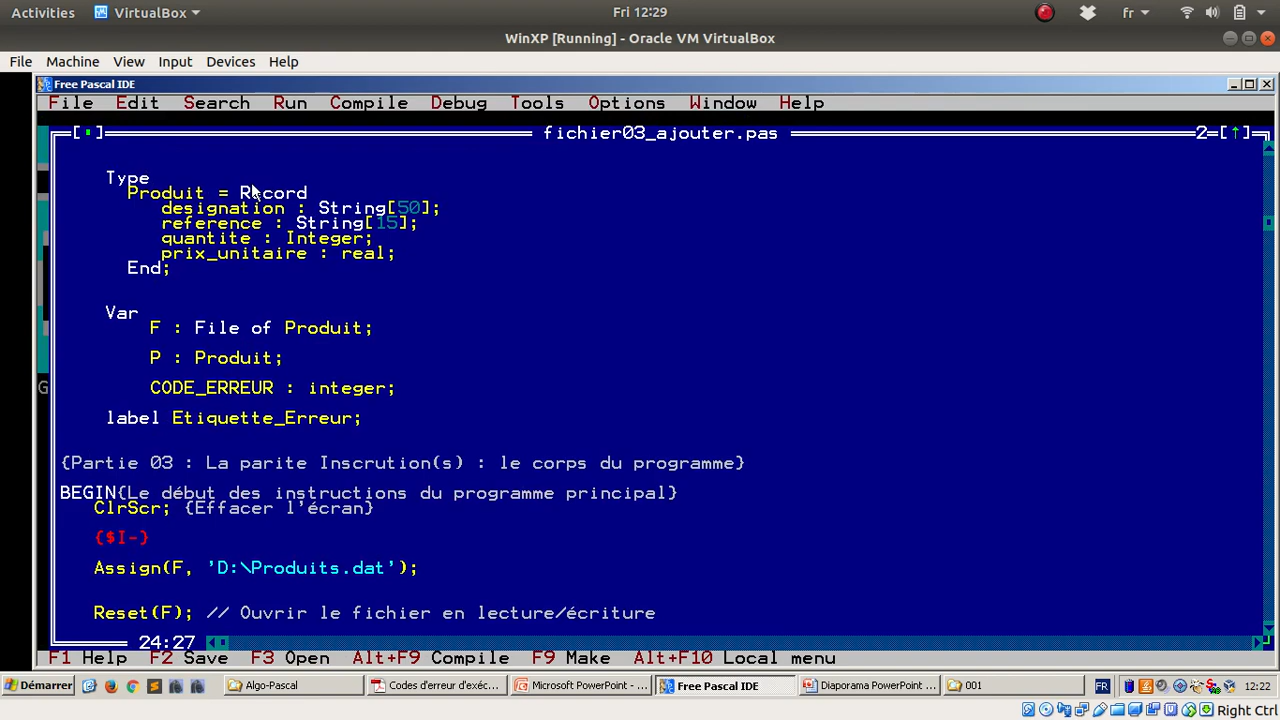 Activities VirtualBox Fri 12:29 fr
WinXP [Running] - Oracle VM VirtualBox
File Machine View Input Devices Help
Free Pascal IDE
File Edit Search Run Compile Debug Tools Options Window Help
fichier03_ajouter.pas 2=[↑]
Type
Produit = Record
designation : String[50];
reference : String[15];
quantite : Integer;
prix_unitaire : real;
End;
Var
F : File of Produit;
P : Produit;
CODE_ERREUR : integer;
label Etiquette_Erreur;
{Partie 03 : La parite Inscrution(s) : le corps du programme}
BEGIN{Le début des instructions du programme principal}
ClrScr; {Effacer l'écran}
{$I-}
Assign(F, 'D:\Produits.dat');
Reset(F); // Ouvrir le fichier en lecture/écriture
24:27
F1 Help F2 Save F3 Open Alt+F9 Compile F9 Make Alt+F10 Local menu
Démarrer Algo-Pascal Codes d'erreur d'exéc... Microsoft PowerPoint - ... Free Pascal IDE Diaporama PowerPoint ... 001 FR 12:22
Right Ctrl